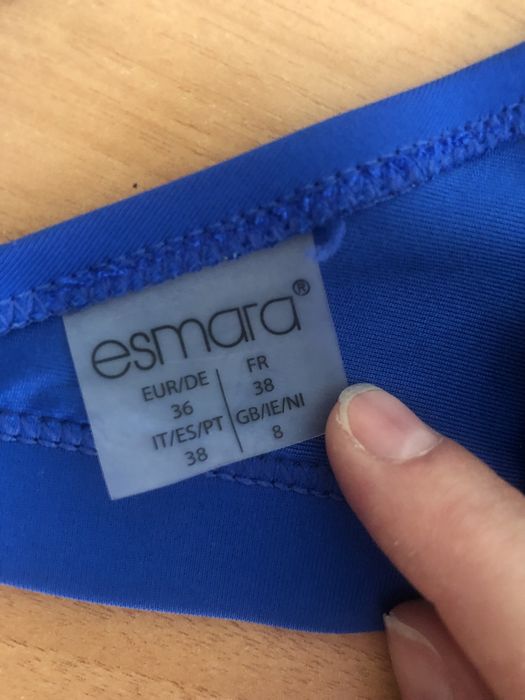 esmara®
EUR/DE FR
36 38
IT/ES/PT GB/IE/NI
38 8